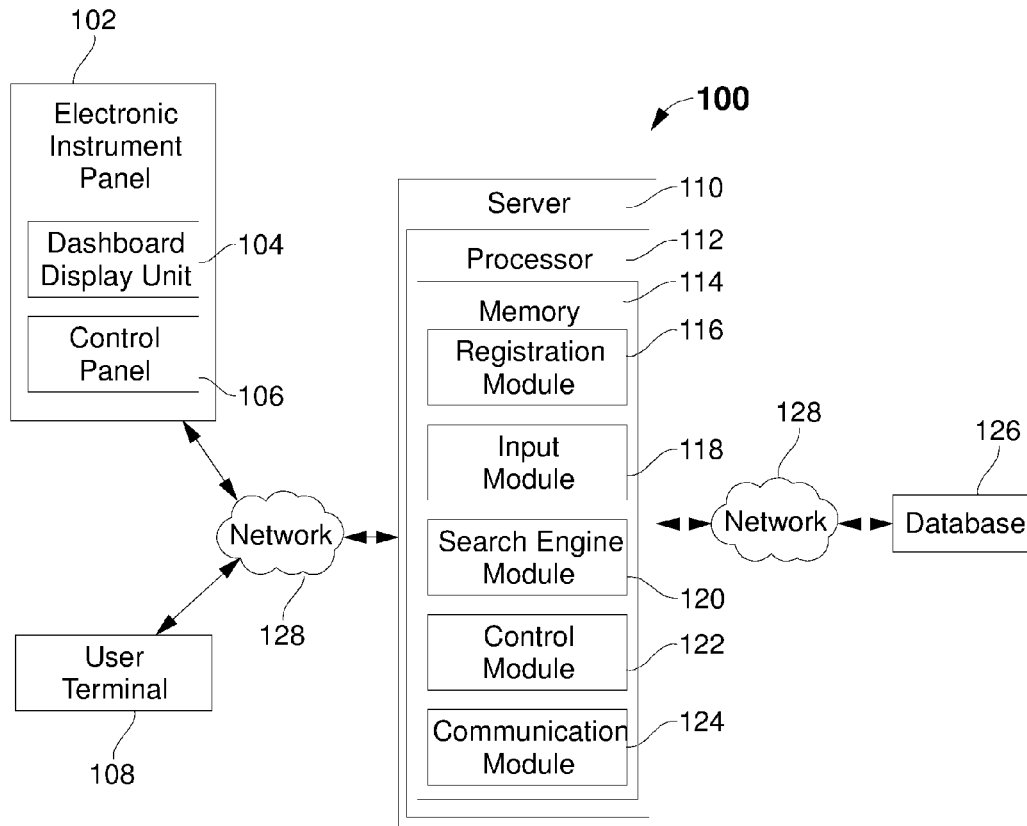 102
Electronic
Instrument
Panel
Dashboard
Display Unit
104
Control
Panel
106
100
Server
110
Processor
112
Memory
114
Registration
Module
116
Input
Module
118
Search Engine
Module
120
Control
Module
122
Communication
Module
124
Network
128
User
Terminal
108
128
Network
126
Database